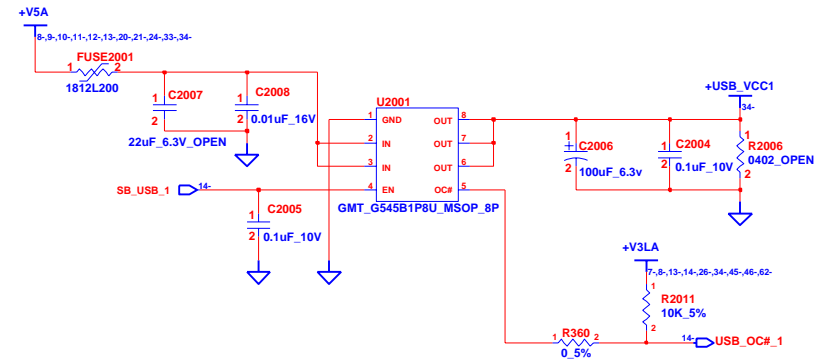 +V5A
8-,9-,10-,11-,12-,13-,20-,21-,24-,33-,34-
FUSE2001
1 2
1812L200
+USB_VCC1
34-
1 C2007
2
22uF_6.3V_OPEN
1 C2008
0.01uF_16V
2
U2001
1 GND OUT 8
2 IN OUT 7
3 IN OUT 6
4 EN OC# 5
GMT_G545B1P8U_MSOP_8P
1
+ C2006
2 100uF_6.3v
1 C2004
2 0.1uF_10V
1
R2006
0402_OPEN
2
SB_USB_1 14-
1 C2005
2 0.1uF_10V
+V3LA
7-,8-,13-,14-,26-,34-,45-,46-,62-
1
R2011
10K_5%
2
R360
1 2
0_5%
14- USB_OC#_1